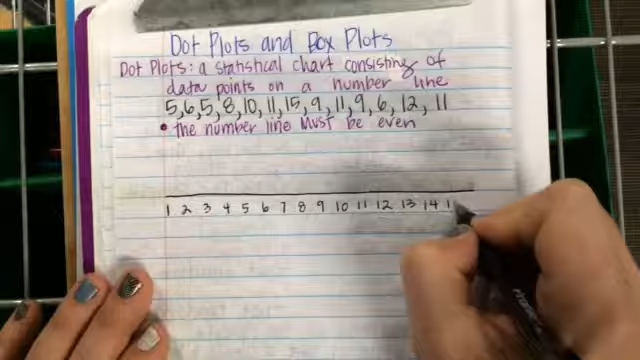 Dot Plots and Box Plots
Dot Plots: a statistical chart consisting of
data points on a number line
5,6,5,8,10,11,15,9,11,9,6,12,11
• the number line must be even
1 2 3 4 5 6 7 8 9 10 11 12 13 14 1